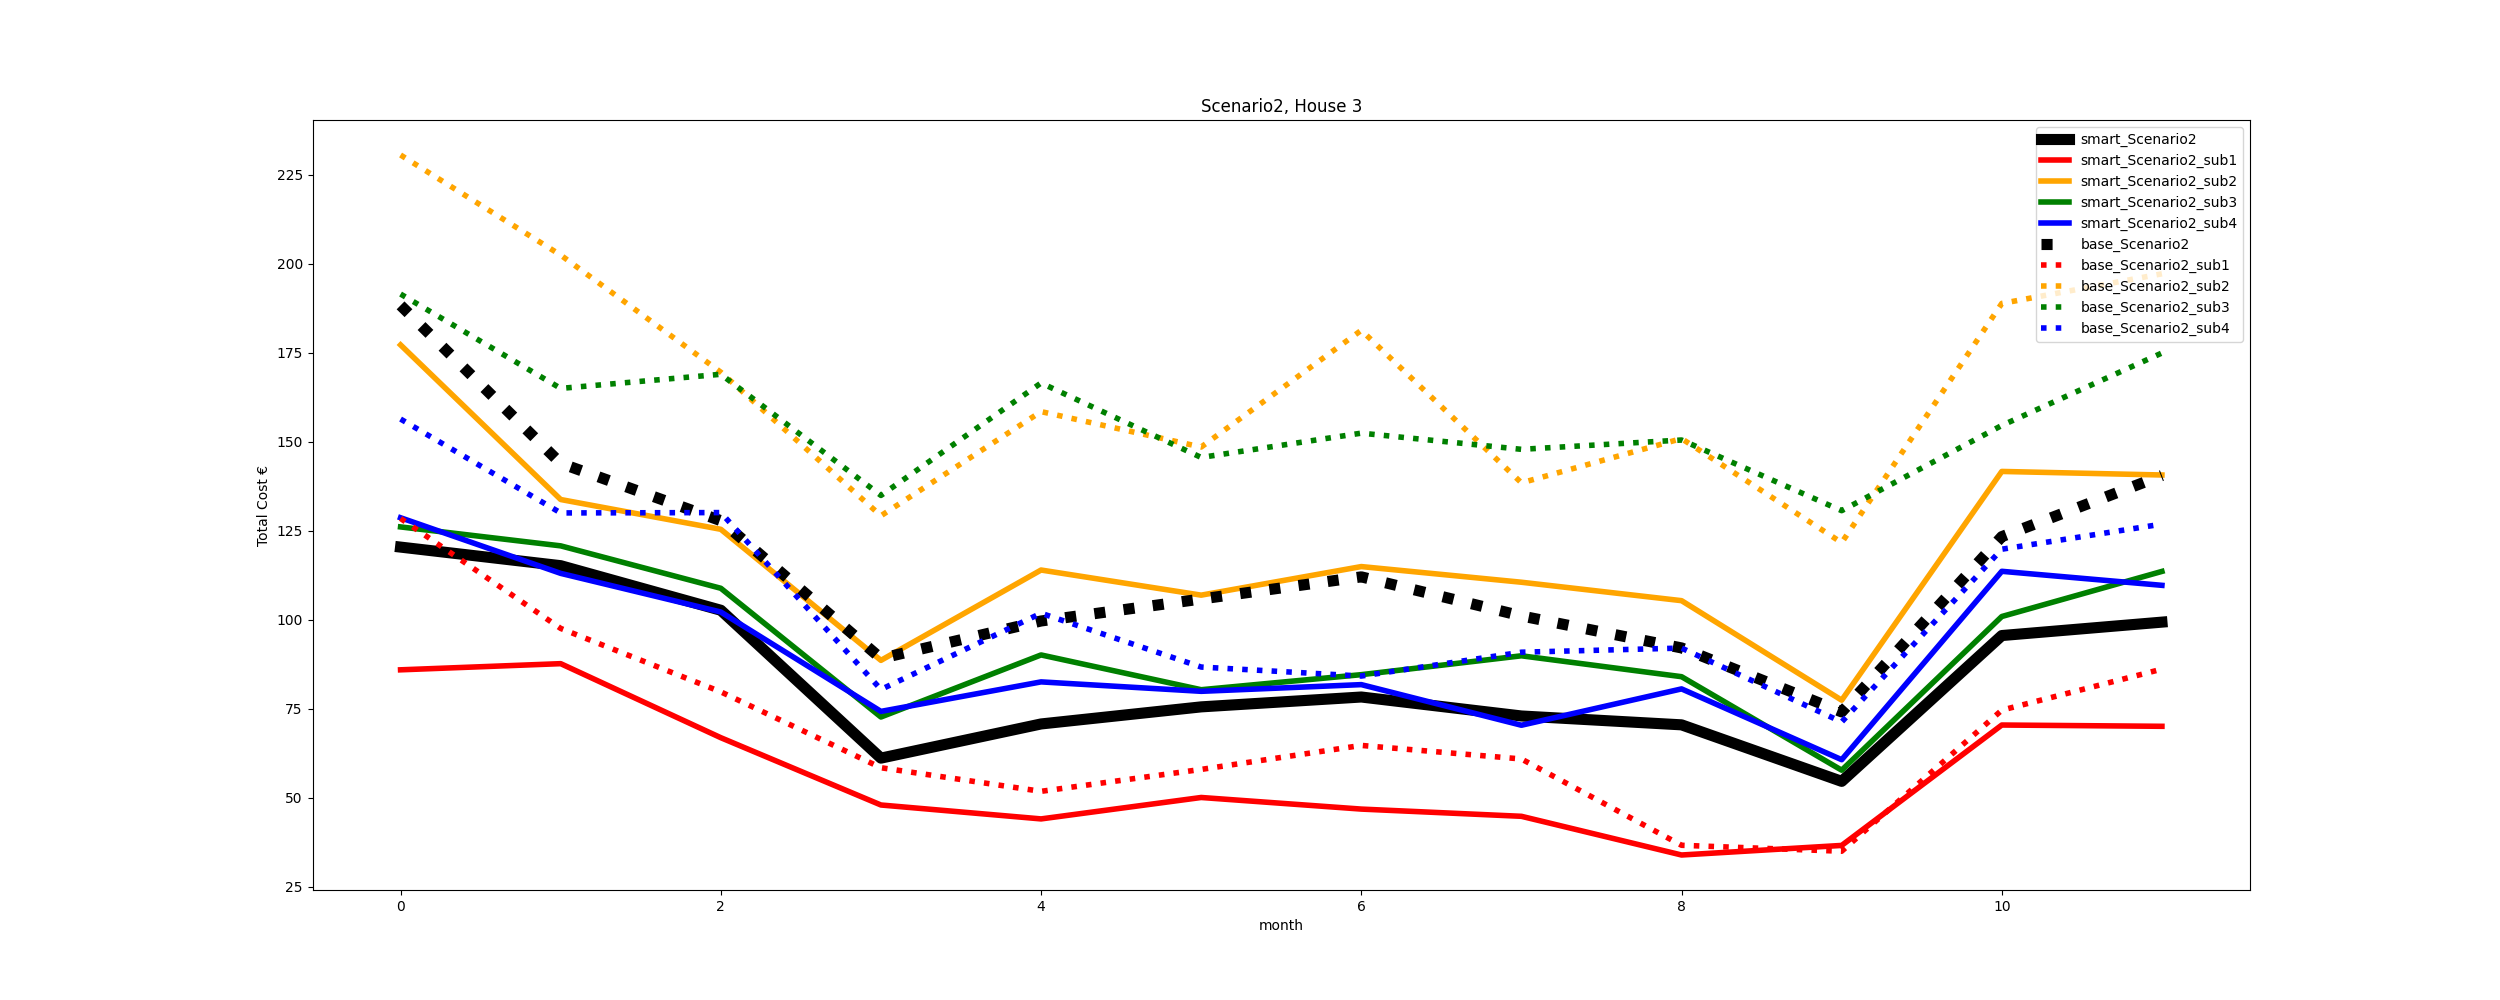 Scenario2, House 3
smart_Scenario2
smart_Scenario2_sub1
smart_Scenario2_sub2
smart_Scenario2_sub3
smart_Scenario2_sub4
base_Scenario2
base_Scenario2_sub1
base_Scenario2_sub2
base_Scenario2_sub3
base_Scenario2_sub4
Total Cost €
225
200
175
150
125
100
75
50
25
0 2 4 6 8 10
month